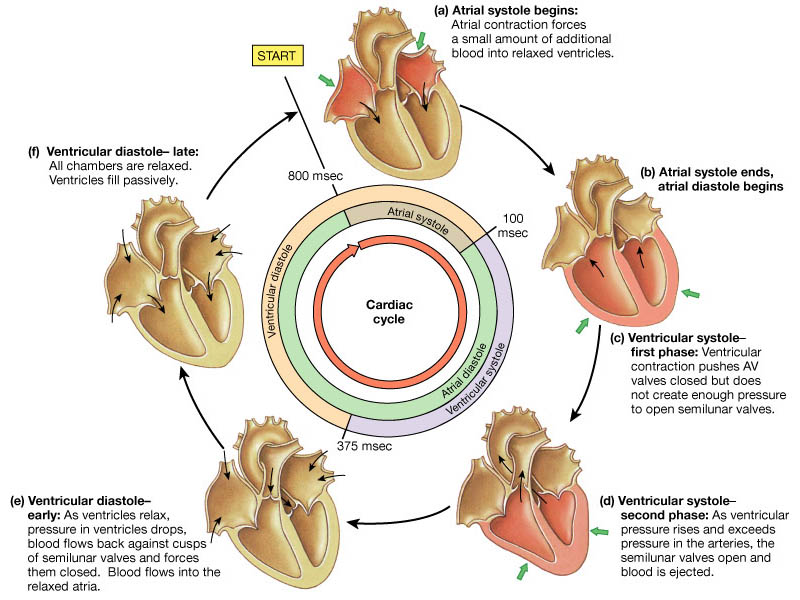 (a) Atrial systole begins:
Atrial contraction forces
a small amount of additional
blood into relaxed ventricles.
START
(f) Ventricular diastole– late:
All chambers are relaxed.
Ventricles fill passively.
800 msec
(b) Atrial systole ends,
atrial diastole begins
100
msec
Atrial systole
Ventricular diastole
Cardiac
cycle
Atrial diastole
Ventricular systole
(c) Ventricular systole–
first phase: Ventricular
contraction pushes AV
valves closed but does
not create enough pressure
to open semilunar valves.
375 msec
(e) Ventricular diastole–
early: As ventricles relax,
pressure in ventricles drops,
blood flows back against cusps
of semilunar valves and forces
them closed. Blood flows into the
relaxed atria.
(d) Ventricular systole–
second phase: As ventricular
pressure rises and exceeds
pressure in the arteries, the
semilunar valves open and
blood is ejected.